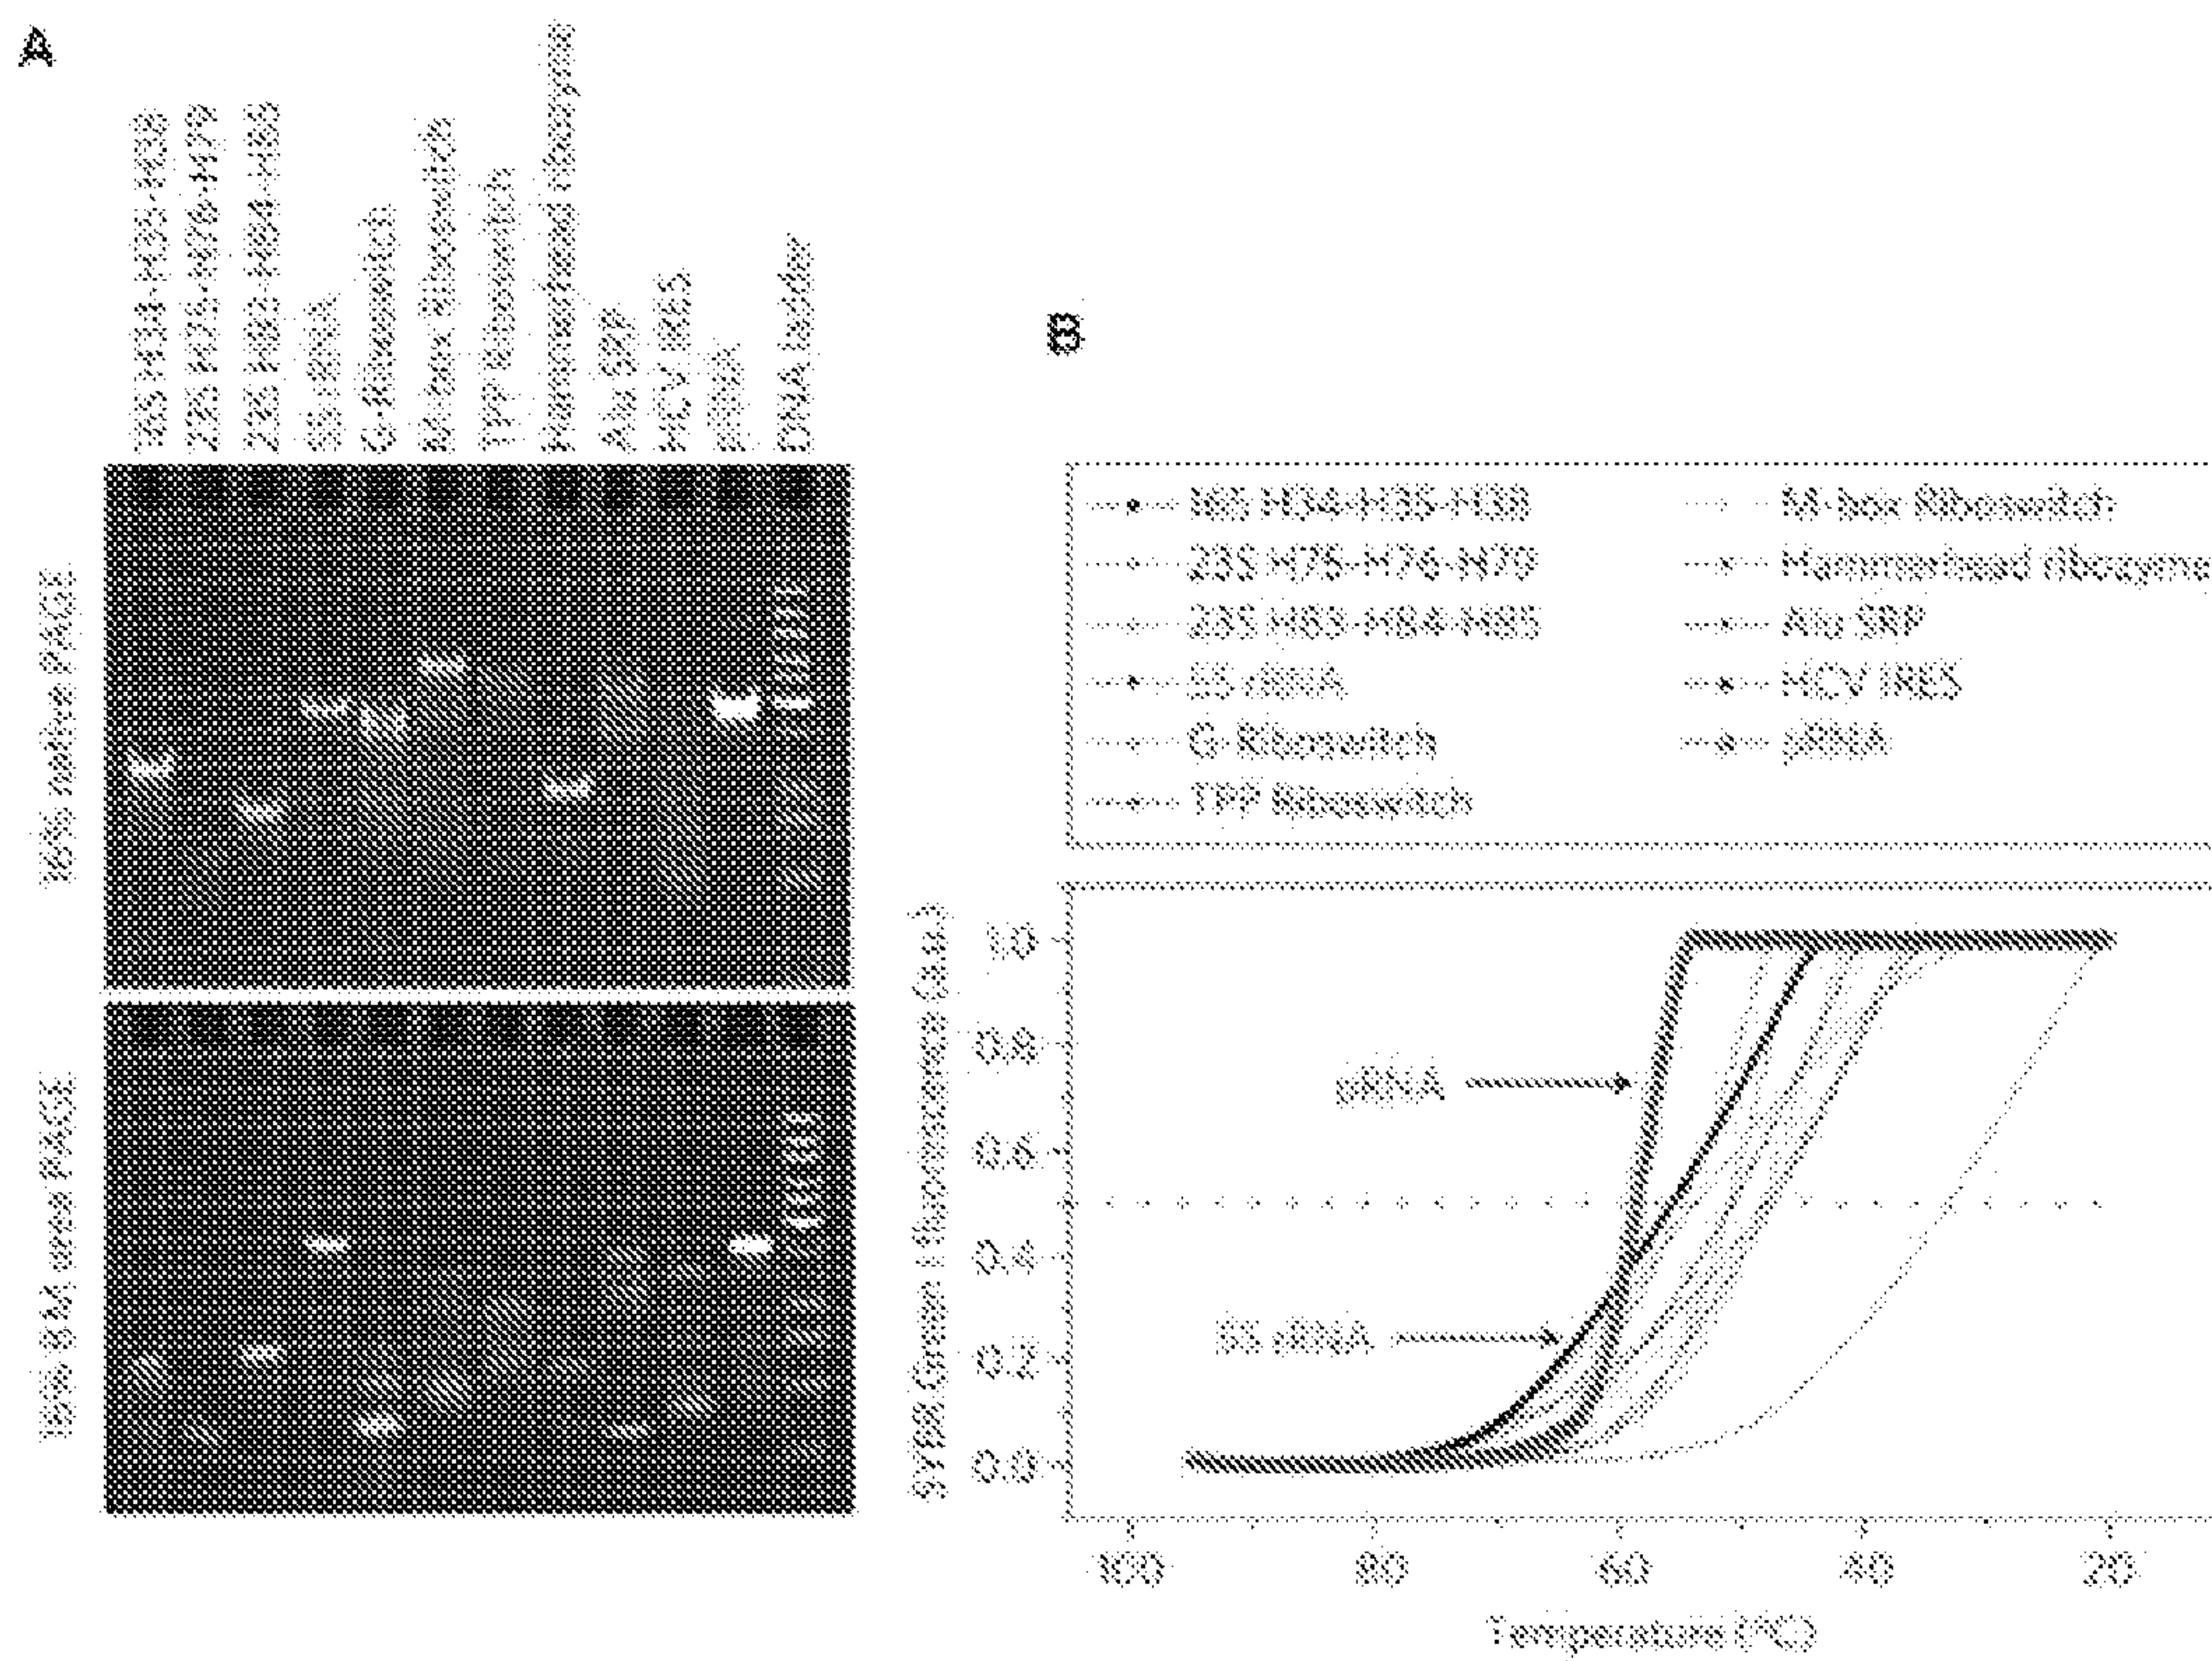 A
16S H34-H35-H38
23S H75-H76-H79
23S H83-H84-H85
5S rRNA
G-Riboswitch
M-box Riboswitch
TPP Riboswitch
Hammerhead ribozyme
Alu SRP
HCV IRES
pRNA
DNA ladder
16% native PAGE
16% 8 M urea PAGE
B
16S H34-H35-H38
23S H75-H76-H79
23S H83-H84-H85
5S rRNA
G-Riboswitch
TPP Riboswitch
M-box Riboswitch
Hammerhead ribozyme
Alu SRP
HCV IRES
pRNA
SYBR Green I fluorescence (a.u.)
1.0
0.8
0.6
0.4
0.2
0.0
pRNA
5S rRNA
100
80
60
40
20
Temperature (°C)